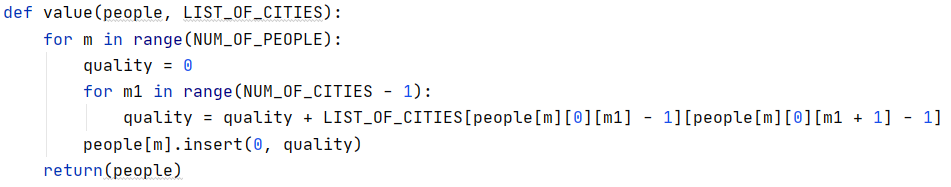 def value(people, LIST_OF_CITIES):
    for m in range(NUM_OF_PEOPLE):
        quality = 0
        for m1 in range(NUM_OF_CITIES - 1):
            quality = quality + LIST_OF_CITIES[people[m][0][m1] - 1][people[m][0][m1 + 1] - 1]
        people[m].insert(0, quality)
    return(people)